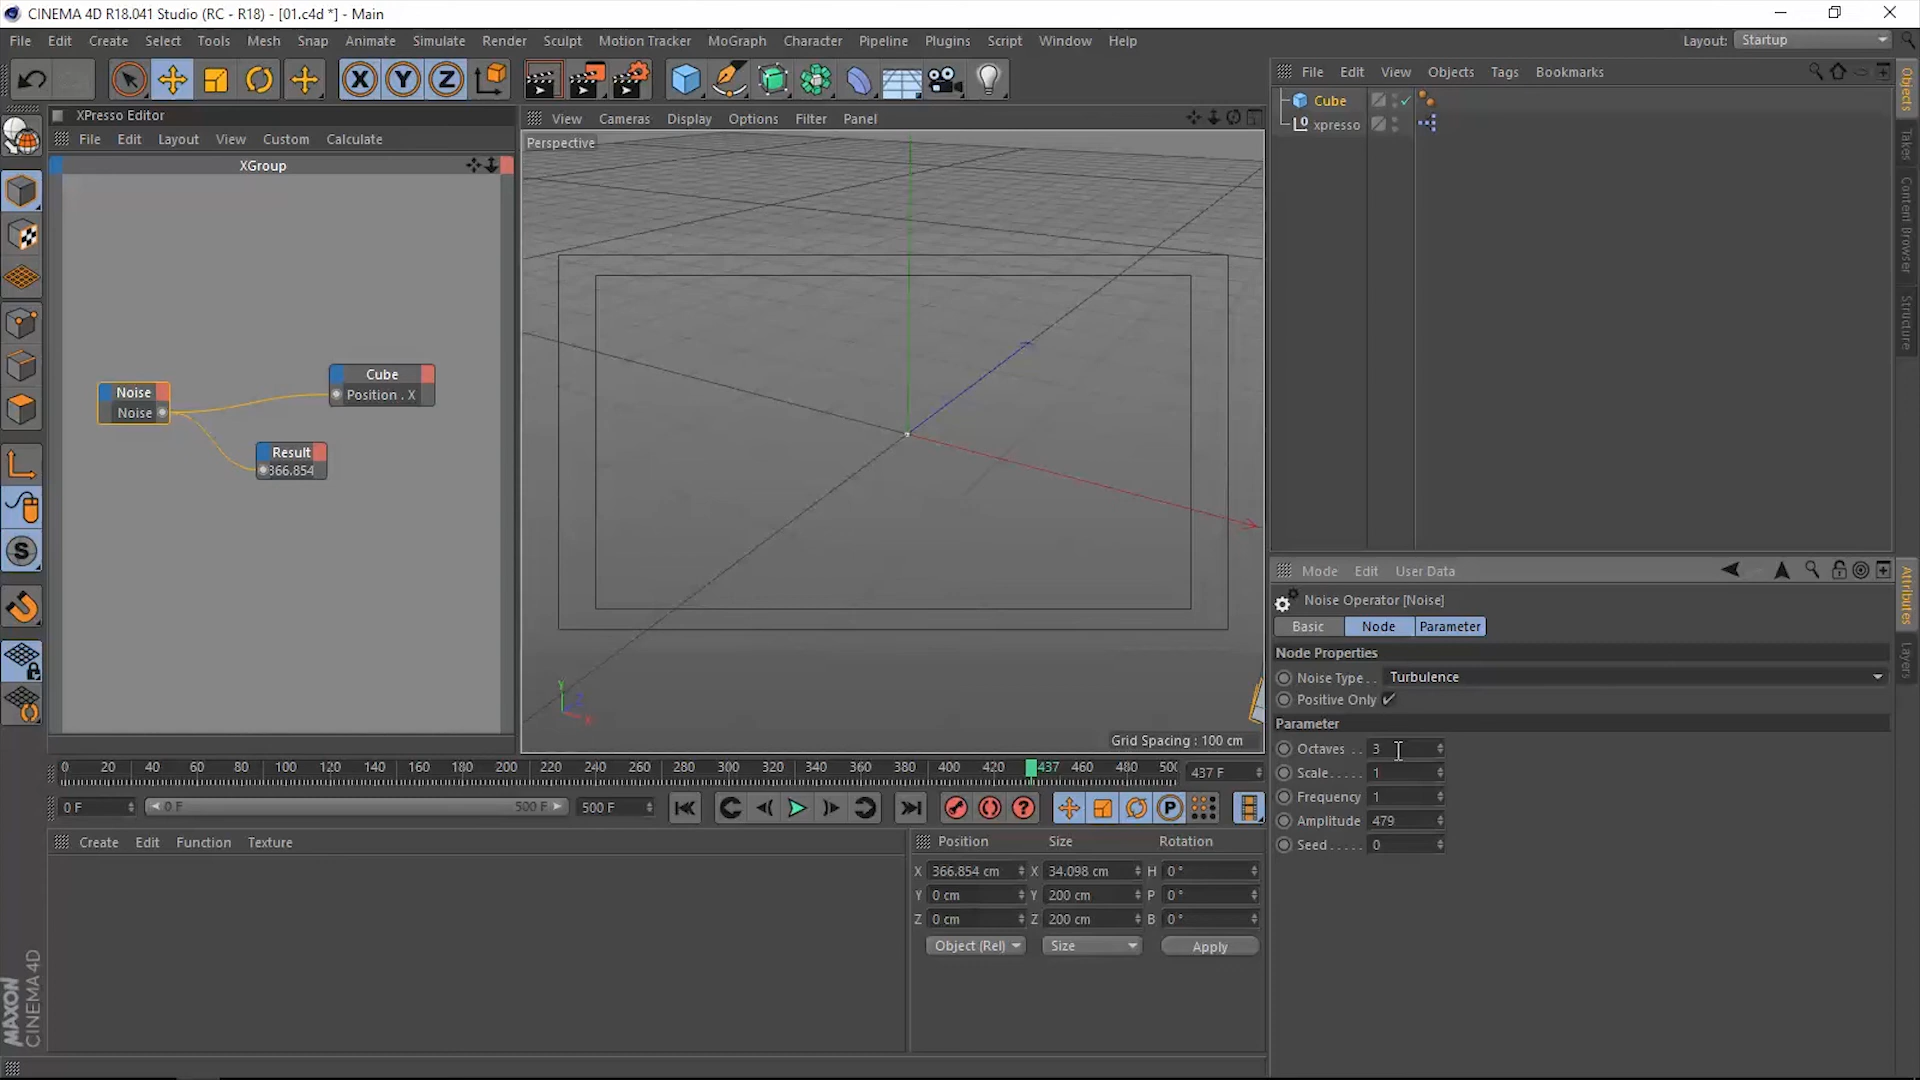 CINEMA 4D R18.041 Studio (RC - R18) - [01.c4d *] - Main
File Edit Create Select Tools Mesh Snap Animate Simulate Render Sculpt Motion Tracker MoGraph Character Pipeline Plugins Script Window Help
Layout: Startup
X Y Z
File Edit View Objects Tags Bookmarks
XPresso Editor
File Edit Layout View Custom Calculate
XGroup
Noise
Noise
Cube
Position . X
Result
366.854
View Cameras Display Options Filter Panel
Perspective
Y
Z
X
Grid Spacing : 100 cm
Cube
xpresso
Objects
Takes
Content Browser
Structure
Attributes
Layers
Mode Edit User Data
Noise Operator [Noise]
Basic Node Parameter
Node Properties
Noise Type . . Turbulence
Positive Only
Parameter
Octaves . . 3
Scale . . . . . 1
Frequency 1
Amplitude 479
Seed . . . . . 0
0 20 40 60 80 100 120 140 160 180 200 220 240 260 280 300 320 340 360 380 400 420 437 460 480 500
437 F
0 F
0 F
500 F
500 F
P
S
Create Edit Function Texture
Position Size Rotation
X 366.854 cm X 34.098 cm H 0 °
Y 0 cm Y 200 cm P 0 °
Z 0 cm Z 200 cm B 0 °
Object (Rel) Size Apply
MAXON
CINEMA 4D